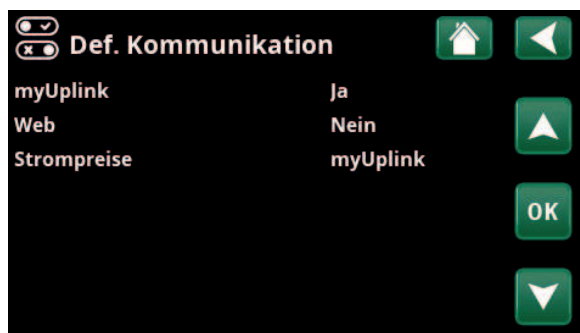 Def. Kommunikation
myUplink Ja
Web Nein
Strompreise myUplink
OK